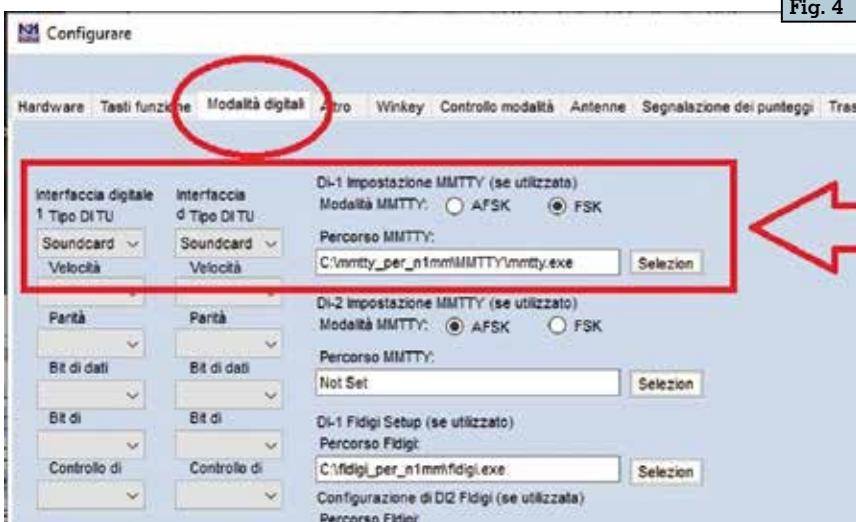 Fig. 4
N1 Configurare
Hardware Tasti funzione Modalità digitali Altro Winkey Controllo modalità Antenne Segnalazione dei punteggi Tras
Interfaccia digitale
1 Tipo DI TU
Soundcard
Velocità
Parità
Bit di dati
Bit di
Controllo di
Interfaccia
d Tipo DI TU
Soundcard
Velocità
Parità
Bit di dati
Bit di
Controllo di
DI-1 Impostazione MMTTY (se utilizzata)
Modalità MMTTY: AFSK FSK
Percorso MMTTY:
C:\mmtty_per_n1mm\MMTTY\mmtty.exe Selezion
DI-2 Impostazione MMTTY (se utilizzata)
Modalità MMTTY: AFSK FSK
Percorso MMTTY:
Not Set Selezion
DI-1 Fldigi Setup (se utilizzato)
Percorso Fldigi:
C:\fldigi_per_n1mm\fldigi.exe Selezion
Configurazione di DI2 Fldigi (se utilizzata)
Percorso Fldigi: